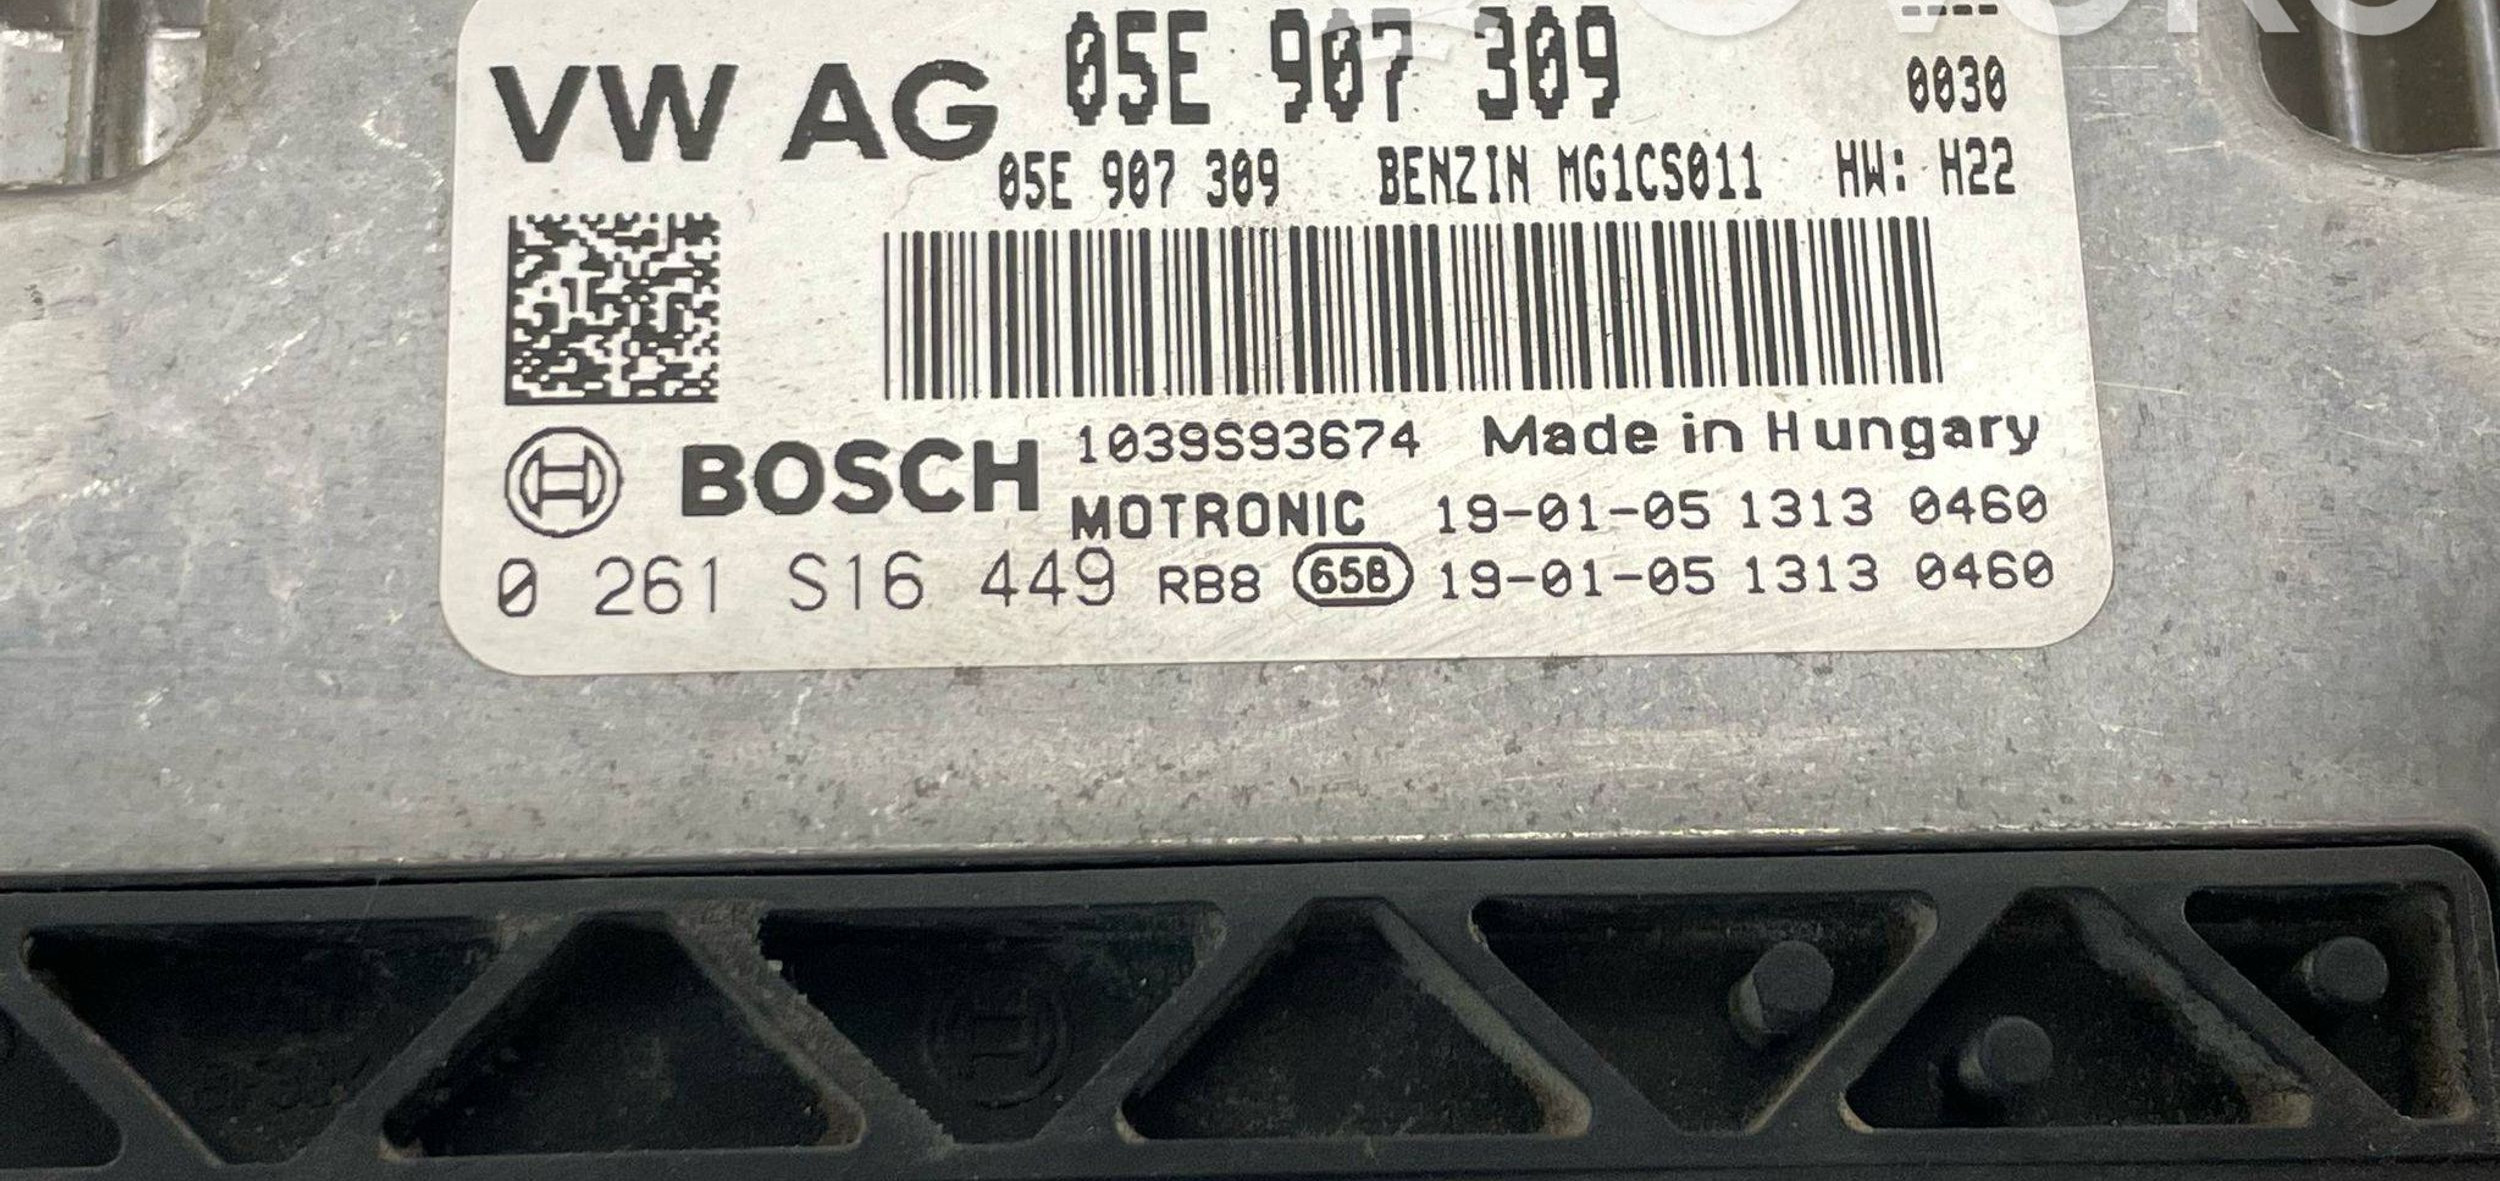 VW AG 05E 907 309 ----
0030
05E 907 309 BENZIN MG1CS011 HW: H22
BOSCH 1039S93674 Made in Hungary
MOTRONIC 19-01-05 1313 0460
0 261 S16 449 RB8 658 19-01-05 1313 0460